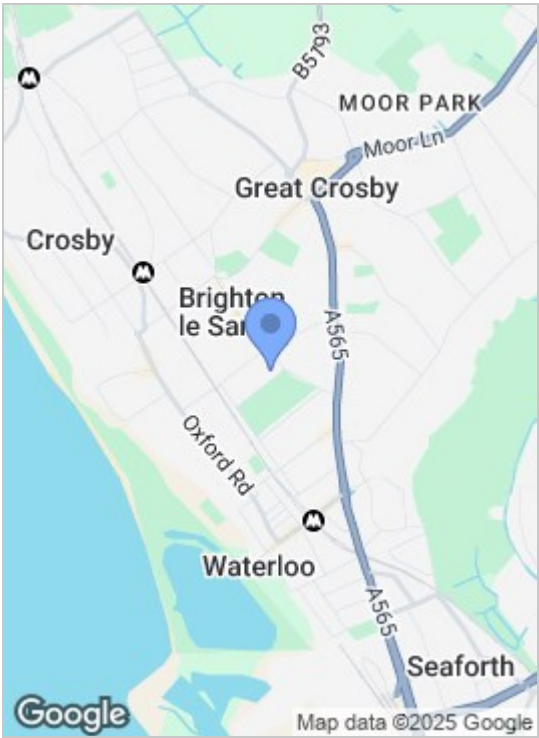 B5793
MOOR PARK
Moor Ln
Great Crosby
Crosby
Brighton
le San
A565
Oxford Rd
Waterloo
A565
Seaforth
Google
Map data ©2025 Google